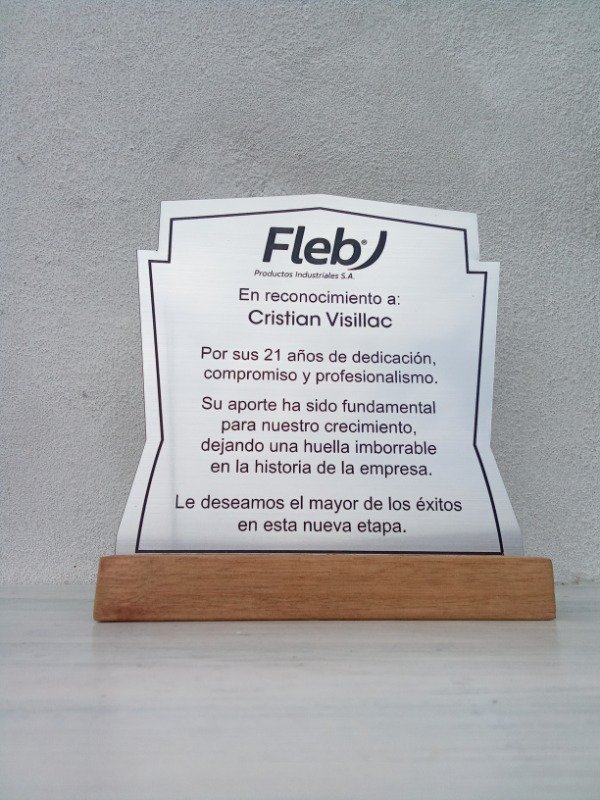 Fleb®
Productos Industriales S.A.
En reconocimiento a:
Cristian Visillac
Por sus 21 años de dedicación,
compromiso y profesionalismo.
Su aporte ha sido fundamental
para nuestro crecimiento,
dejando una huella imborrable
en la historia de la empresa.
Le deseamos el mayor de los éxitos
en esta nueva etapa.